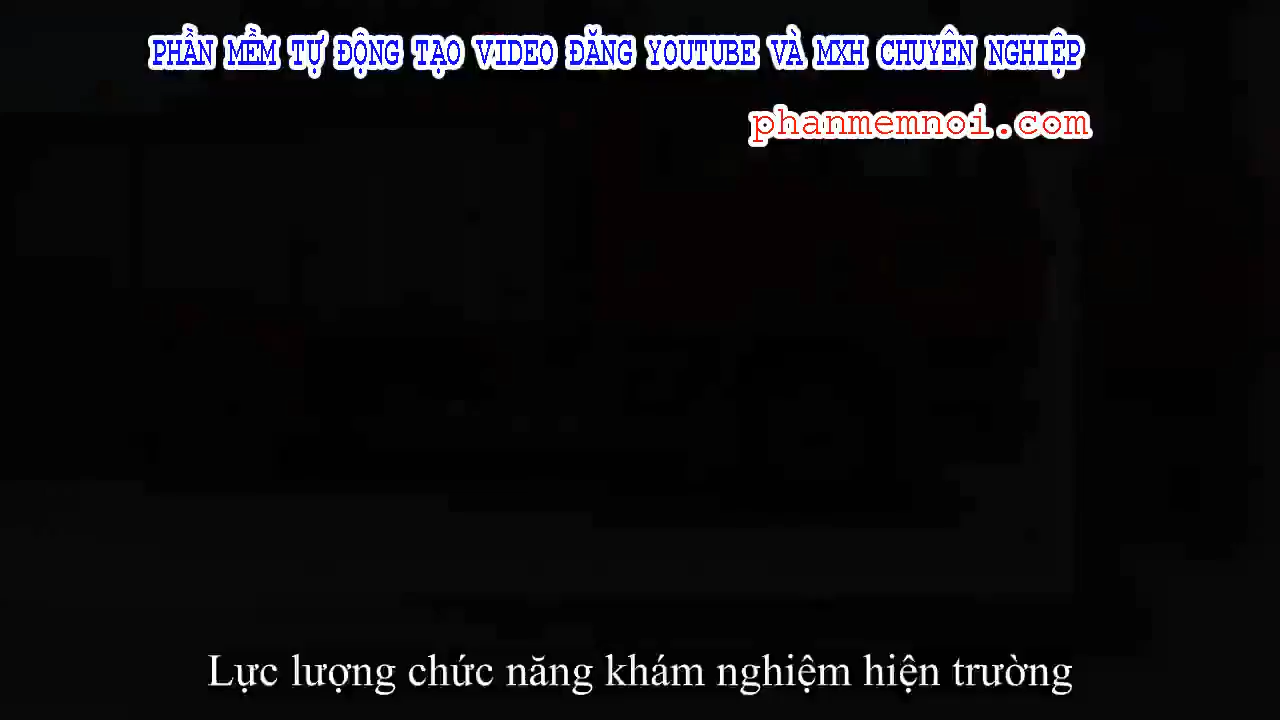 PHẦN MỀM TỰ ĐỘNG TẠO VIDEO ĐĂNG YOUTUBE VÀ MXH CHUYÊN NGHIỆP
phanmemnoi.com
Lực lượng chức năng khám nghiệm hiện trường